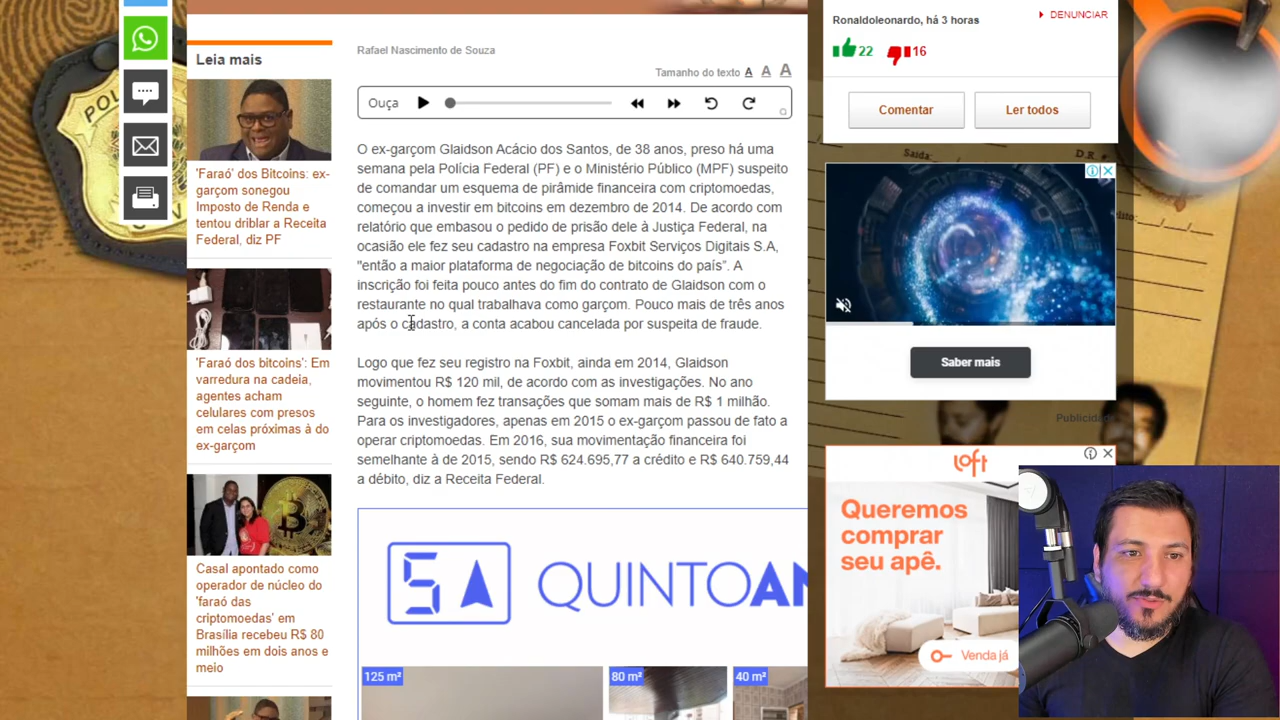 Rafael Nascimento de Souza
Tamanho do texto A A A
Ouça
O ex-garçom Glaidson Acácio dos Santos, de 38 anos, preso há uma
semana pela Polícia Federal (PF) e o Ministério Público (MPF) suspeito
de comandar um esquema de pirâmide financeira com criptomoedas,
começou a investir em bitcoins em dezembro de 2014. De acordo com
relatório que embasou o pedido de prisão dele à Justiça Federal, na
ocasião ele fez seu cadastro na empresa Foxbit Serviços Digitais S.A,
"então a maior plataforma de negociação de bitcoins do país". A
inscrição foi feita pouco antes do fim do contrato de Glaidson com o
restaurante no qual trabalhava como garçom. Pouco mais de três anos
após o cadastro, a conta acabou cancelada por suspeita de fraude.
Logo que fez seu registro na Foxbit, ainda em 2014, Glaidson
movimentou R$ 120 mil, de acordo com as investigações. No ano
seguinte, o homem fez transações que somam mais de R$ 1 milhão.
Para os investigadores, apenas em 2015 o ex-garçom passou de fato a
operar criptomoedas. Em 2016, sua movimentação financeira foi
semelhante à de 2015, sendo R$ 624.695,77 a crédito e R$ 640.759,44
a débito, diz a Receita Federal.
5A QUINTOAN
125 m²
80 m²
40 m²
Leia mais
'Faraó' dos Bitcoins: ex-
garçom sonegou
Imposto de Renda e
tentou driblar a Receita
Federal, diz PF
'Faraó dos bitcoins': Em
varredura na cadeia,
agentes acham
celulares com presos
em celas próximas à do
ex-garçom
Casal apontado como
operador de núcleo do
'faraó das
criptomoedas' em
Brasília recebeu R$ 80
milhões em dois anos e
meio
Ronaldoleonardo, há 3 horas
DENUNCIAR
22
16
Comentar
Ler todos
Saber mais
Publicidade
loft
Queremos
comprar
seu apê.
Venda já